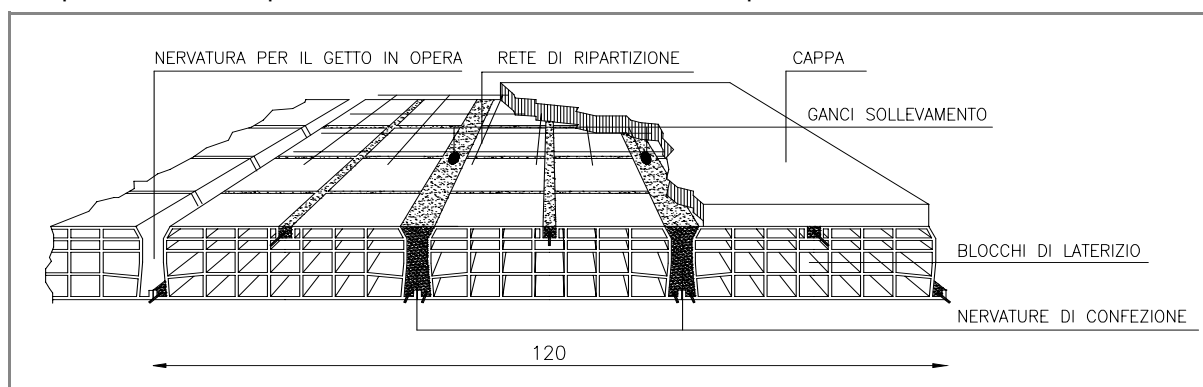 NERVATURA PER IL GETTO IN OPERA
RETE DI RIPARTIZIONE
CAPPA
GANCI SOLLEVAMENTO
BLOCCHI DI LATERIZIO
NERVATURE DI CONFEZIONE
120